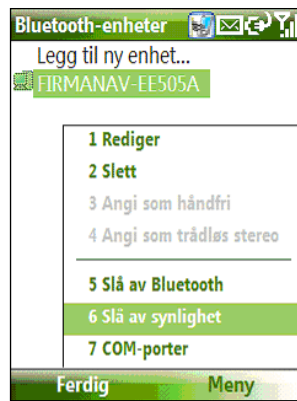 Bluetooth-enheter
Legg til ny enhet...
FIRMANAV-EE505A
1 Rediger
2 Slett
3 Angi som håndfri
4 Angi som trådløs stereo
5 Slå av Bluetooth
6 Slå av synlighet
7 COM-porter
Ferdig Meny